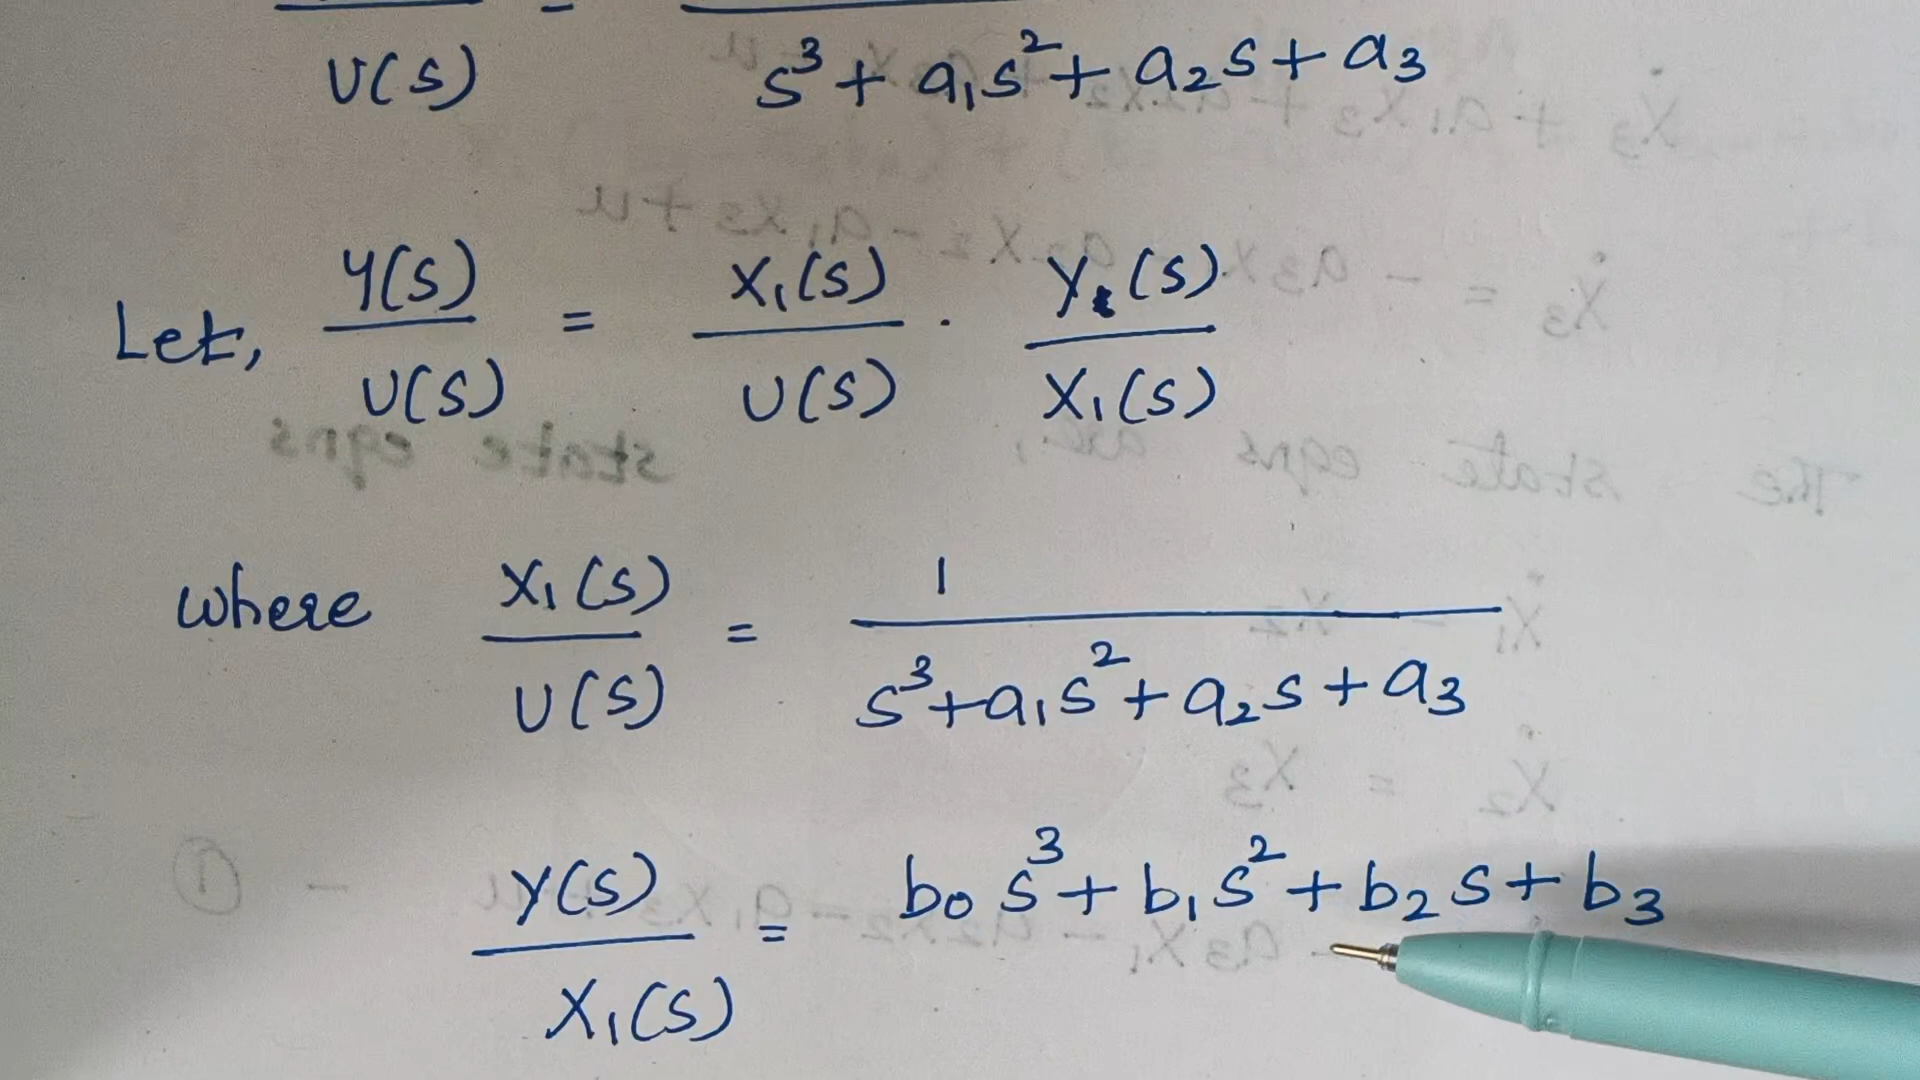 U(s) = s³ + a₁s² + a₂s + a₃
Let, Y(s)/U(s) = X₁(s)/U(s) · Y(s)/X₁(s)
where X₁(s)/U(s) = 1/(s³ + a₁s² + a₂s + a₃)
Y(s)/X₁(s) = b₀s³ + b₁s² + b₂s + b₃